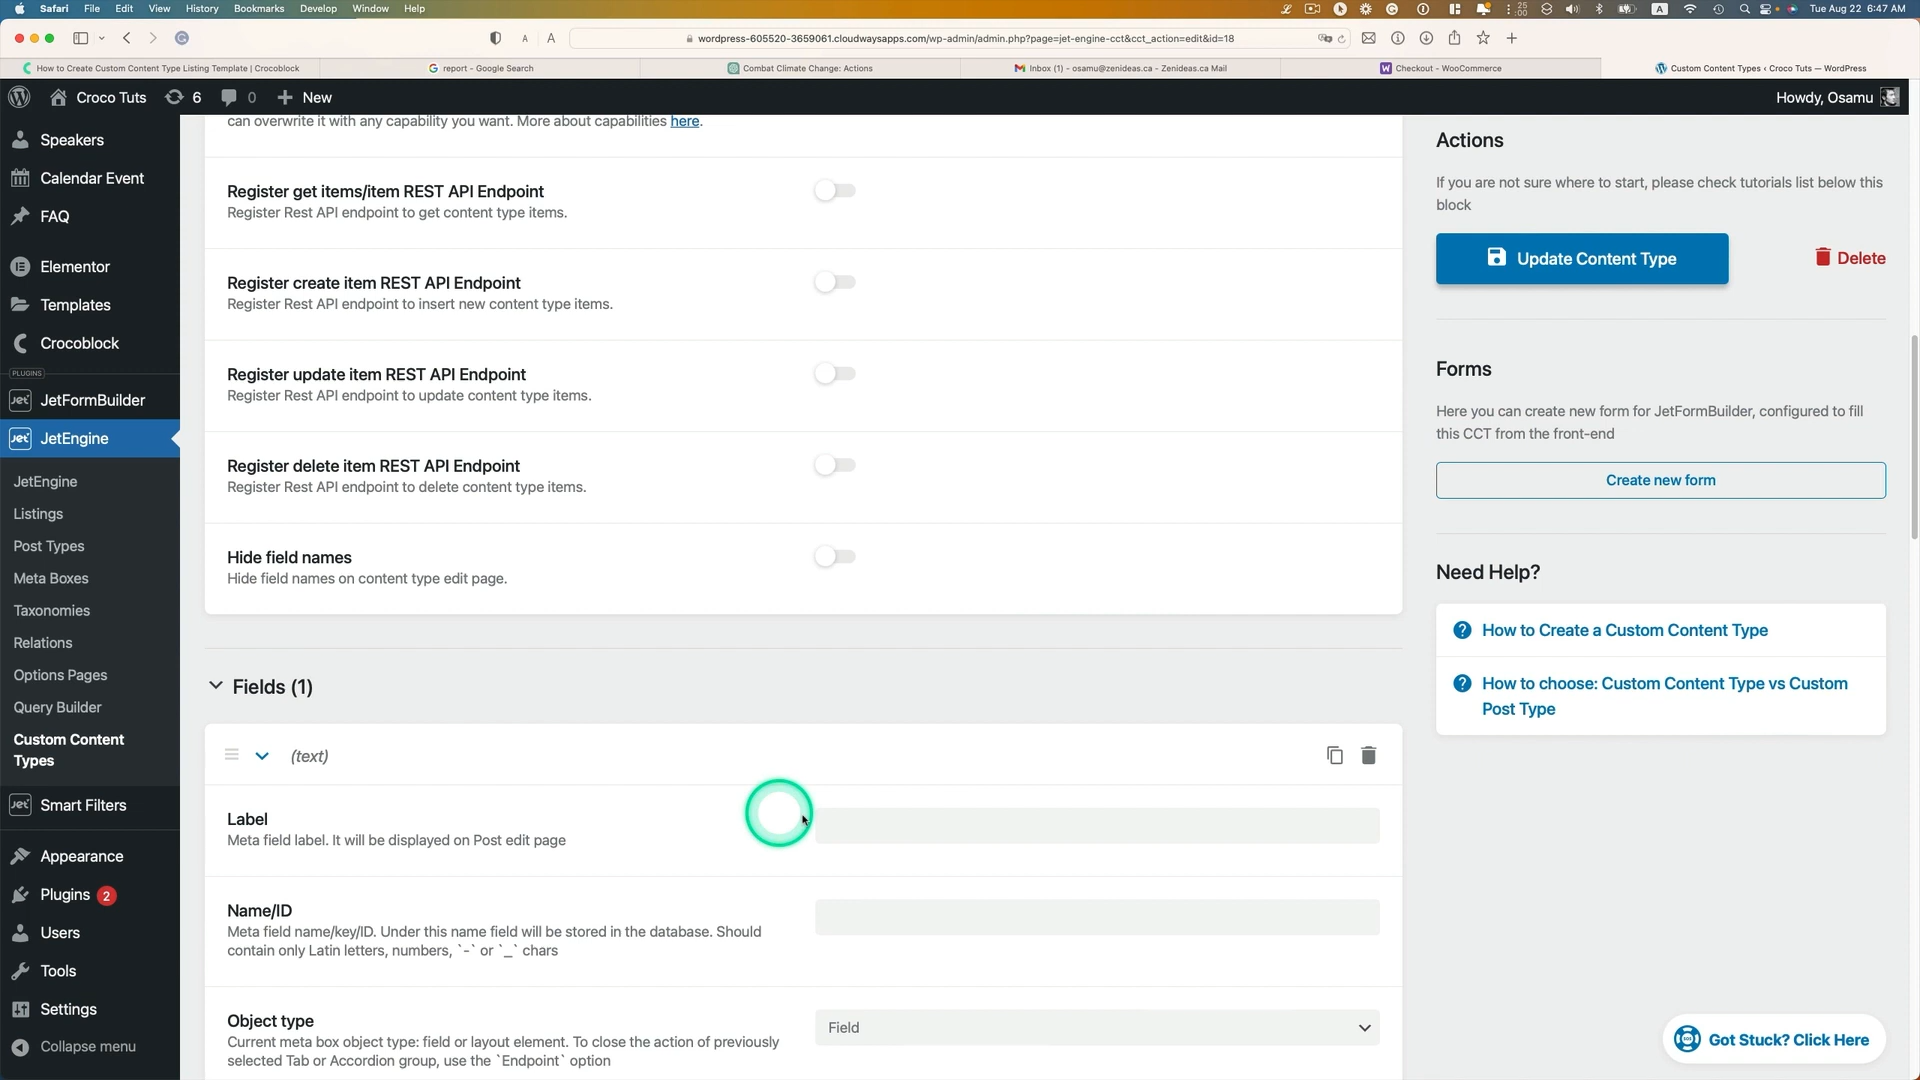 Safari File Edit View History Bookmarks Develop Window Help
Tue Aug 22 6:47 AM
wordpress-605520-3659061.cloudwaysapps.com/wp-admin/admin.php?page=jet-engine-cct&cct_action=edit&id=18
How to Create Custom Content Type Listing Template | Crocoblock
report - Google Search
Combat Climate Change: Actions
Inbox (1) - osamu@zenideas.ca - Zenideas.ca Mail
Checkout - WooCommerce
Custom Content Types ‹ Croco Tuts — WordPress
Croco Tuts 6 0 New
Howdy, Osamu
Speakers
Calendar Event
FAQ
Elementor
Templates
Crocoblock
PLUGINS
JetFormBuilder
JetEngine
JetEngine
Listings
Post Types
Meta Boxes
Taxonomies
Relations
Options Pages
Query Builder
Custom Content
Types
Smart Filters
Appearance
Plugins 2
Users
Tools
Settings
Collapse menu
can overwrite it with any capability you want. More about capabilities here.
Register get items/item REST API Endpoint
Register Rest API endpoint to get content type items.
Register create item REST API Endpoint
Register Rest API endpoint to insert new content type items.
Register update item REST API Endpoint
Register Rest API endpoint to update content type items.
Register delete item REST API Endpoint
Register Rest API endpoint to delete content type items.
Hide field names
Hide field names on content type edit page.
Fields (1)
(text)
Label
Meta field label. It will be displayed on Post edit page
Name/ID
Meta field name/key/ID. Under this name field will be stored in the database. Should
contain only Latin letters, numbers, `-` or `_` chars
Object type
Current meta box object type: field or layout element. To close the action of previously
selected Tab or Accordion group, use the `Endpoint` option
Field
Actions
If you are not sure where to start, please check tutorials list below this
block
Update Content Type
Delete
Forms
Here you can create new form for JetFormBuilder, configured to fill
this CCT from the front-end
Create new form
Need Help?
How to Create a Custom Content Type
How to choose: Custom Content Type vs Custom
Post Type
Got Stuck? Click Here